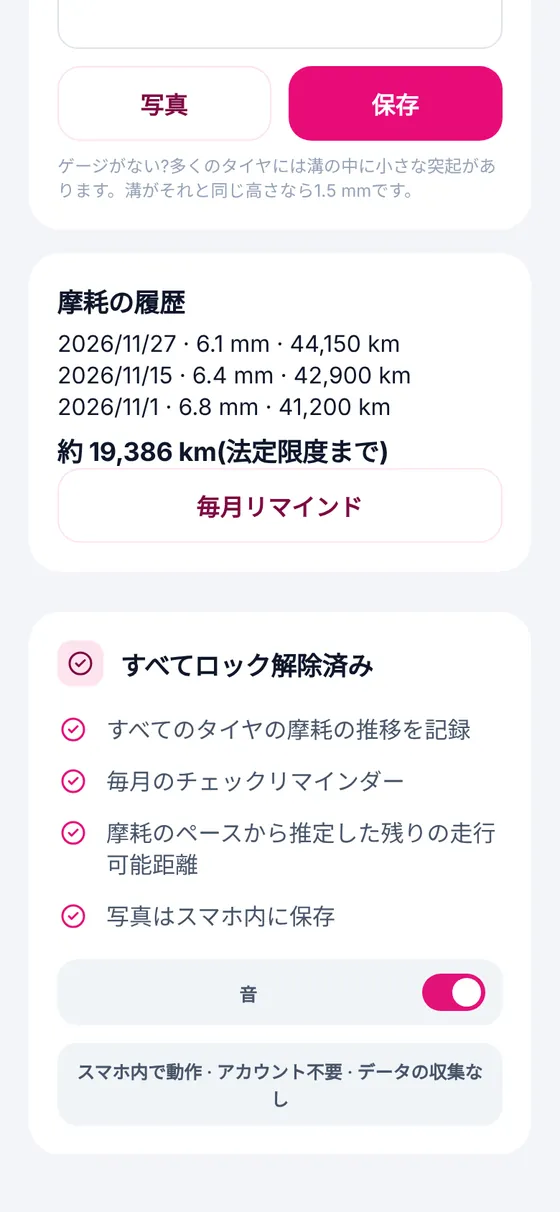 写真
保存
ゲージがない?多くのタイヤには溝の中に小さな突起があ
ります。溝がそれと同じ高さなら1.5 mmです。
摩耗の履歴
2026/11/27 · 6.1 mm · 44,150 km
2026/11/15 · 6.4 mm · 42,900 km
2026/11/1 · 6.8 mm · 41,200 km
約 19,386 km(法定限度まで)
毎月リマインド
すべてロック解除済み
すべてのタイヤの摩耗の推移を記録
毎月のチェックリマインダー
摩耗のペースから推定した残りの走行
可能距離
写真はスマホ内に保存
音
スマホ内で動作 · アカウント不要 · データの収集な
し